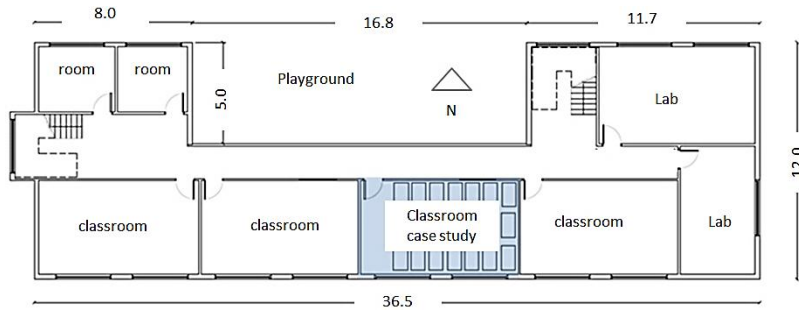 8.0
16.8
11.7
room
room
Playground
5.0
N
Lab
12.0
classroom
classroom
Classroom
case study
classroom
Lab
36.5